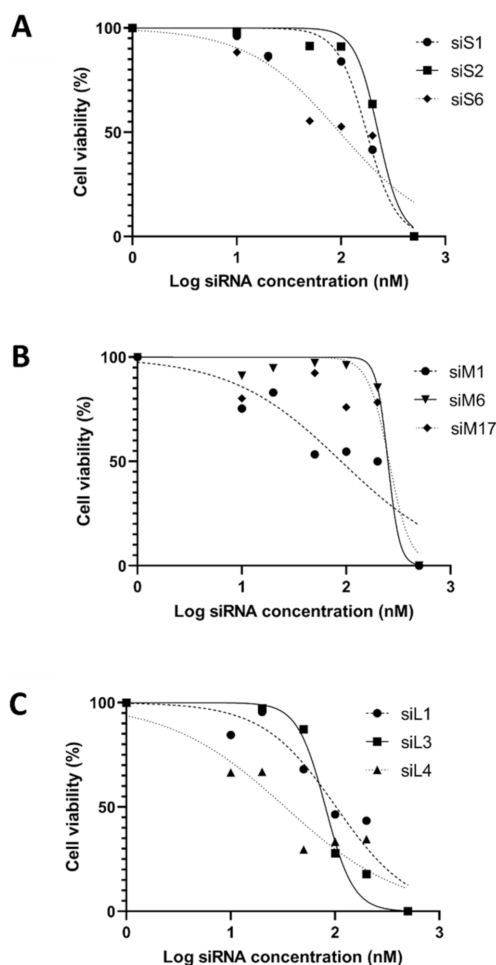 A
Cell viability (%)
100
50
0
0 1 2 3
Log siRNA concentration (nM)
siS1
siS2
siS6
B
Cell viability (%)
100
50
0
0 1 2 3
Log siRNA concentration (nM)
siM1
siM6
siM17
C
Cell viability (%)
100
50
0
0 1 2 3
Log siRNA concentration (nM)
siL1
siL3
siL4